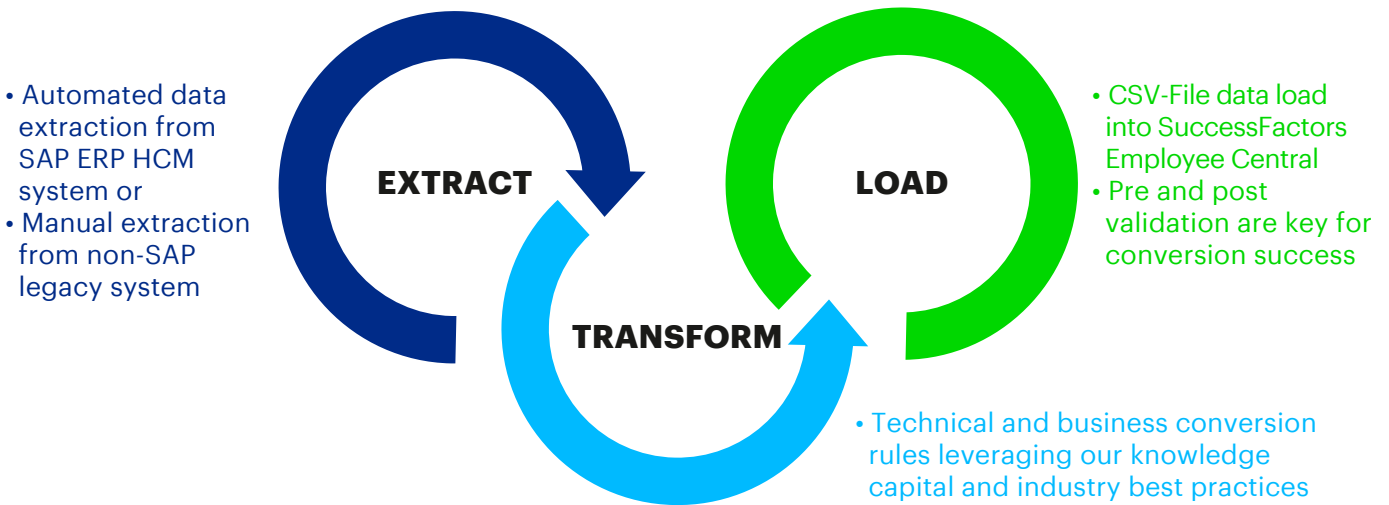 • Automated data
extraction from
SAP ERP HCM
system or
• Manual extraction
from non-SAP
legacy system
EXTRACT
TRANSFORM
LOAD
• CSV-File data load
into SuccessFactors
Employee Central
• Pre and post
validation are key for
conversion success
• Technical and business conversion
rules leveraging our knowledge
capital and industry best practices